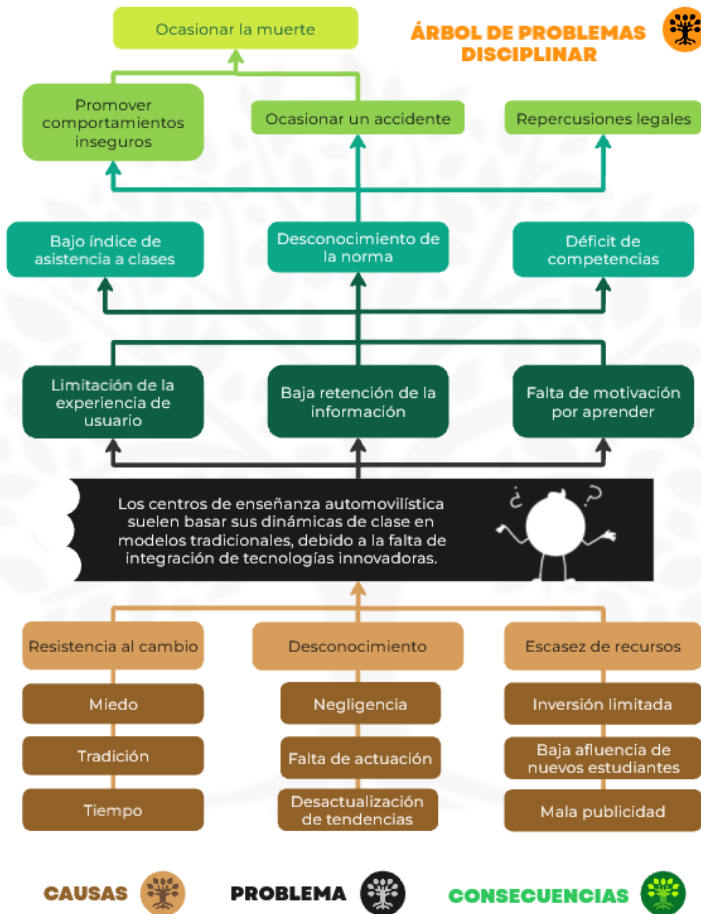 Ocasionar la muerte
ÁRBOL DE PROBLEMAS
DISCIPLINAR
Promover
comportamientos
inseguros
Ocasionar un accidente
Repercusiones legales
Bajo índice de
asistencia a clases
Desconocimiento de
la norma
Déficit de
competencias
Limitación de la
experiencia de
usuario
Baja retención de la
información
Falta de motivación
por aprender
Los centros de enseñanza automovilística
suelen basar sus dinámicas de clase en
modelos tradicionales, debido a la falta de
integración de tecnologías innovadoras.
¿ ?
Resistencia al cambio
Desconocimiento
Escasez de recursos
Miedo
Negligencia
Inversión limitada
Tradición
Falta de actuación
Baja afluencia de
nuevos estudiantes
Tiempo
Desactualización
de tendencias
Mala publicidad
CAUSAS
PROBLEMA
CONSECUENCIAS